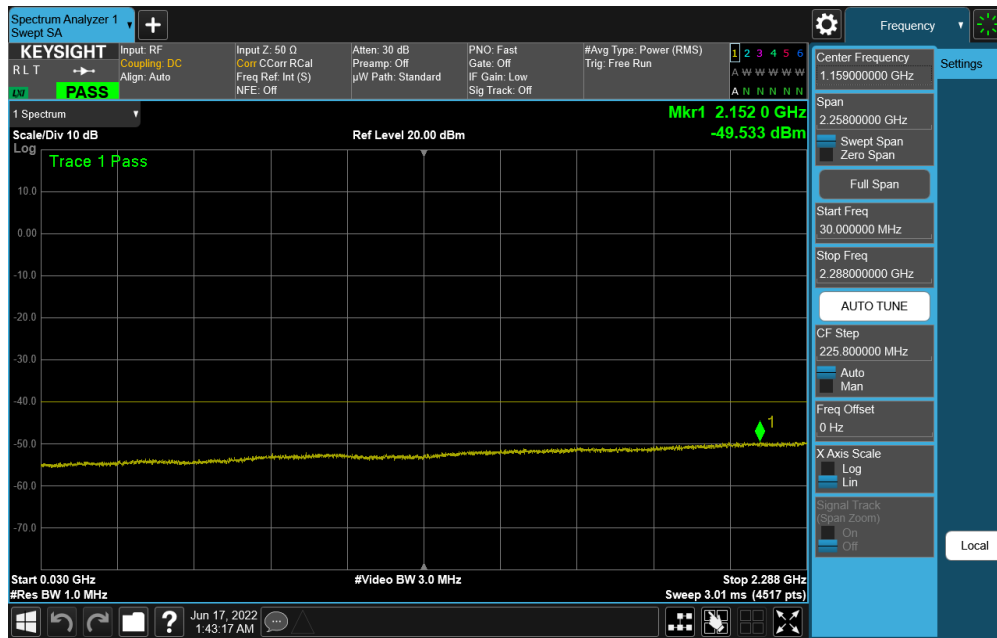 Spectrum Analyzer 1
Swept SA
Frequency
KEYSIGHT
R L T
LXI
PASS
Input: RF
Coupling: DC
Align: Auto
Input Z: 50 Ω
Corr CCorr RCal
Freq Ref: Int (S)
NFE: Off
Atten: 30 dB
Preamp: Off
µW Path: Standard
PNO: Fast
Gate: Off
IF Gain: Low
Sig Track: Off
#Avg Type: Power (RMS)
Trig: Free Run
1 2 3 4 5 6
A W W W W W
A N N N N N
1 Spectrum
Scale/Div 10 dB
Log
Ref Level 20.00 dBm
Mkr1 2.152 0 GHz
-49.533 dBm
Trace 1 Pass
10.0
0.00
-10.0
-20.0
-30.0
-40.0
-50.0
-60.0
-70.0
1
Start 0.030 GHz
#Res BW 1.0 MHz
#Video BW 3.0 MHz
Stop 2.288 GHz
Sweep 3.01 ms (4517 pts)
Center Frequency
1.159000000 GHz
Span
2.25800000 GHz
Swept Span
Zero Span
Full Span
Start Freq
30.000000 MHz
Stop Freq
2.288000000 GHz
AUTO TUNE
CF Step
225.800000 MHz
Auto
Man
Freq Offset
0 Hz
X Axis Scale
Log
Lin
Signal Track
(Span Zoom)
On
Off
Settings
Local
?
Jun 17, 2022
1:43:17 AM